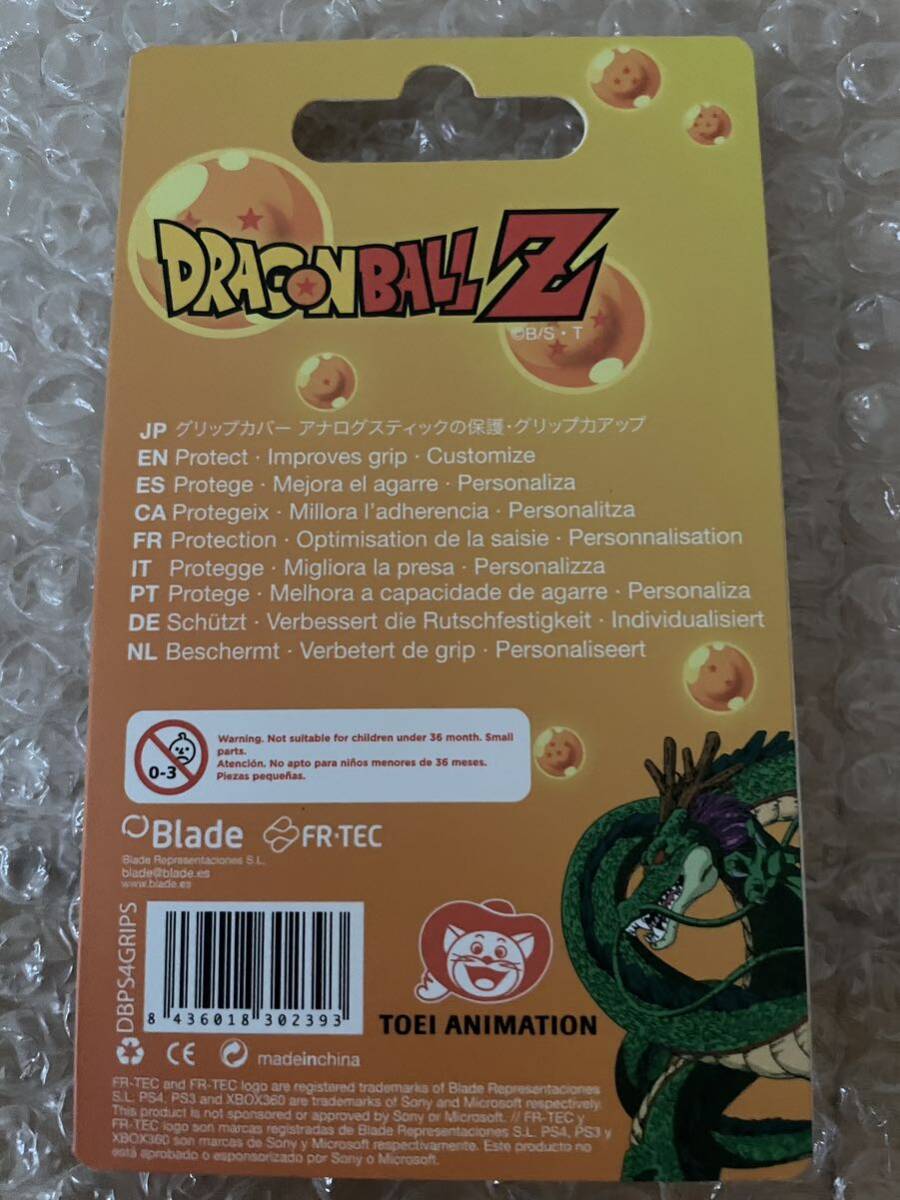 DRAGONBALL Z
©B/S・T
JP グリップカバー アナログスティックの保護・グリップ力アップ
EN Protect · Improves grip · Customize
ES Protege · Mejora el agarre · Personaliza
CA Protegeix · Millora l'adherencia · Personalitza
FR Protection · Optimisation de la saisie · Personnalisation
IT Protegge · Migliora la presa · Personalizza
PT Protege · Melhora a capacidade de agarre · Personaliza
DE Schützt · Verbessert die Rutschfestigkeit · Individualisiert
NL Beschermt · Verbetert de grip · Personaliseert
0-3
Warning. Not suitable for children under 36 month. Small
parts.
Atención. No apto para niños menores de 36 meses.
Piezas pequeñas.
Blade FR·TEC
Blade Representaciones S.L.
blade@blade.es
www.blade.es
DBPS4GRIPS
8 436018 302393
TOEI ANIMATION
CE madeinchina
FR-TEC and FR-TEC logo are registered trademarks of Blade Representaciones
S.L. PS4, PS3 and XBOX360 are trademarks of Sony and Microsoft respectively.
This product is not sponsored or approved by Sony or Microsoft. // FR-TEC y
FR-TEC logo son marcas registradas de Blade Representaciones S.L. PS4, PS3 y
XBOX360 son marcas de Sony y Microsoft respectivamente. Este producto no
está aprobado o esponsorizado por Sony o Microsoft.